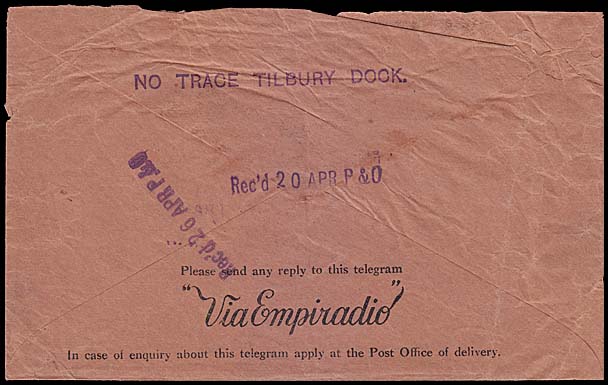 NO TRACE TILBURY DOCK.
Rec'd 20 APR P & O
Rec'd 26 APR P & O
Please send any reply to this telegram
"Via Empiradio"
In case of enquiry about this telegram apply at the Post Office of delivery.